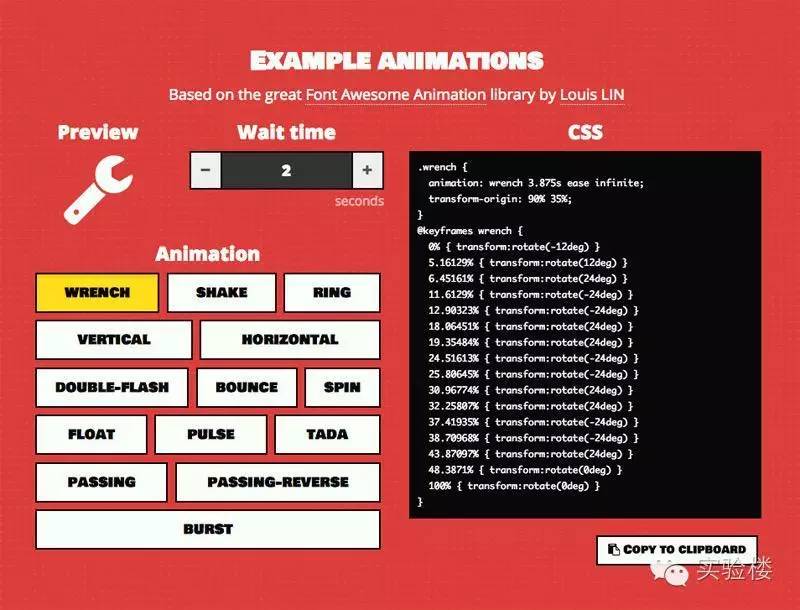 EXAMPLE ANIMATIONS
Based on the great Font Awesome Animation library by Louis LIN
Preview
Wait time
− 2 +
seconds
Animation
WRENCH SHAKE RING
VERTICAL HORIZONTAL
DOUBLE-FLASH BOUNCE SPIN
FLOAT PULSE TADA
PASSING PASSING-REVERSE
BURST
CSS
.wrench {
animation: wrench 3.875s ease infinite;
transform-origin: 90% 35%;
}
@keyframes wrench {
0% { transform:rotate(-12deg) }
5.16129% { transform:rotate(12deg) }
6.45161% { transform:rotate(24deg) }
11.6129% { transform:rotate(-24deg) }
12.90323% { transform:rotate(-24deg) }
18.06451% { transform:rotate(24deg) }
19.35484% { transform:rotate(24deg) }
24.51613% { transform:rotate(-24deg) }
25.80645% { transform:rotate(-24deg) }
30.96774% { transform:rotate(24deg) }
32.25807% { transform:rotate(24deg) }
37.41935% { transform:rotate(-24deg) }
38.70968% { transform:rotate(-24deg) }
43.87097% { transform:rotate(24deg) }
48.3871% { transform:rotate(0deg) }
100% { transform:rotate(0deg) }
}
COPY TO CLIPBOARD
实验楼